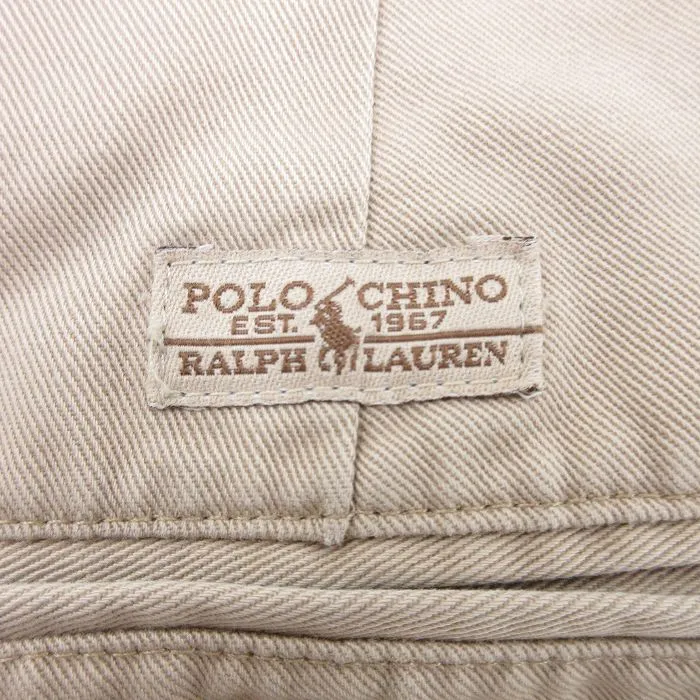 POLO CHINO
EST. 1967
RALPH LAUREN